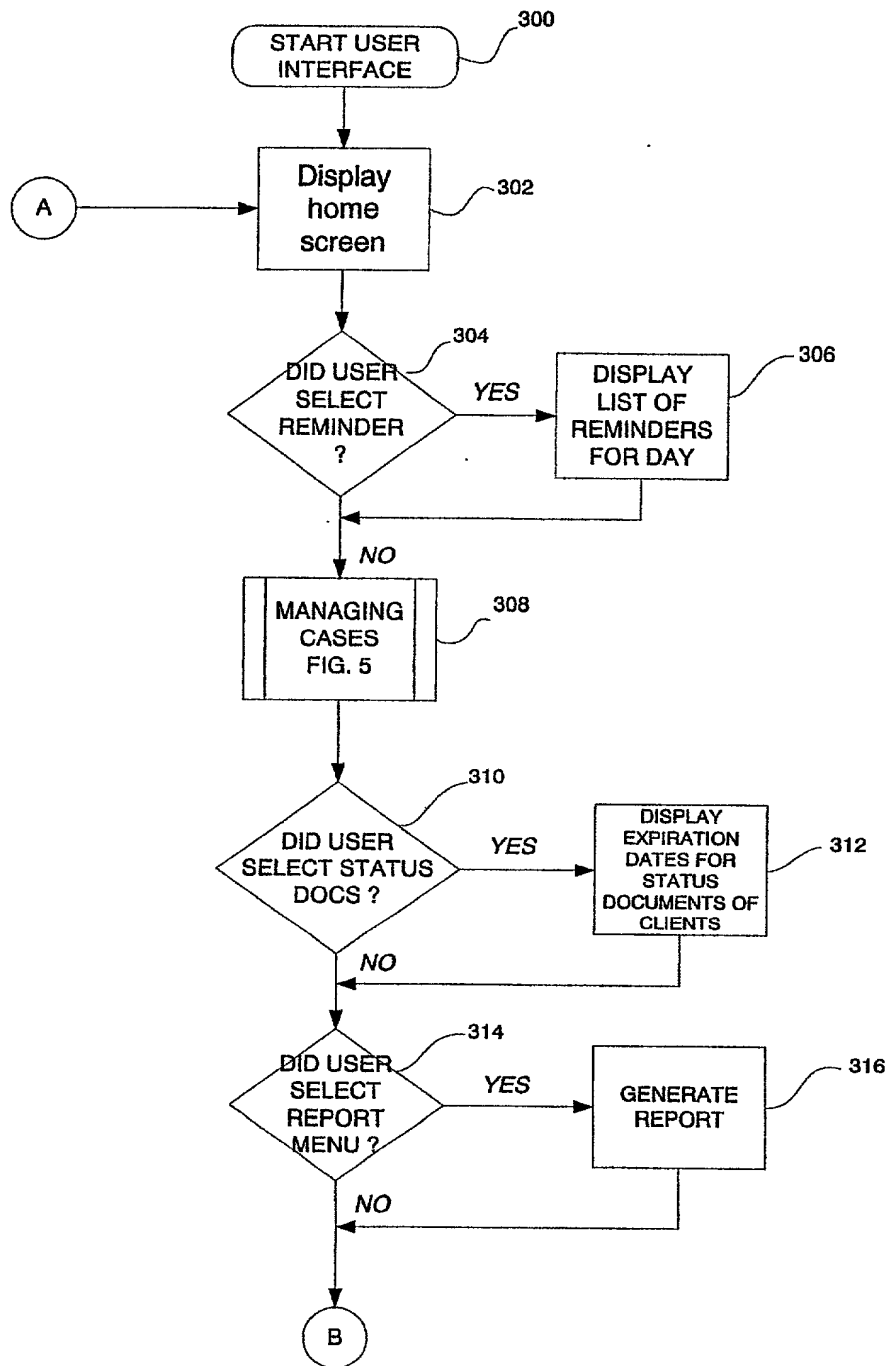 300
START USER
INTERFACE
Display
home
screen
302
A
304
DID USER
SELECT
REMINDER
?
YES
306
DISPLAY
LIST OF
REMINDERS
FOR DAY
NO
308
MANAGING
CASES
FIG. 5
310
DID USER
SELECT STATUS
DOCS ?
YES
DISPLAY
EXPIRATION
DATES FOR
STATUS
DOCUMENTS OF
CLIENTS
312
NO
314
DID USER
SELECT
REPORT
MENU ?
YES
GENERATE
REPORT
316
NO
B